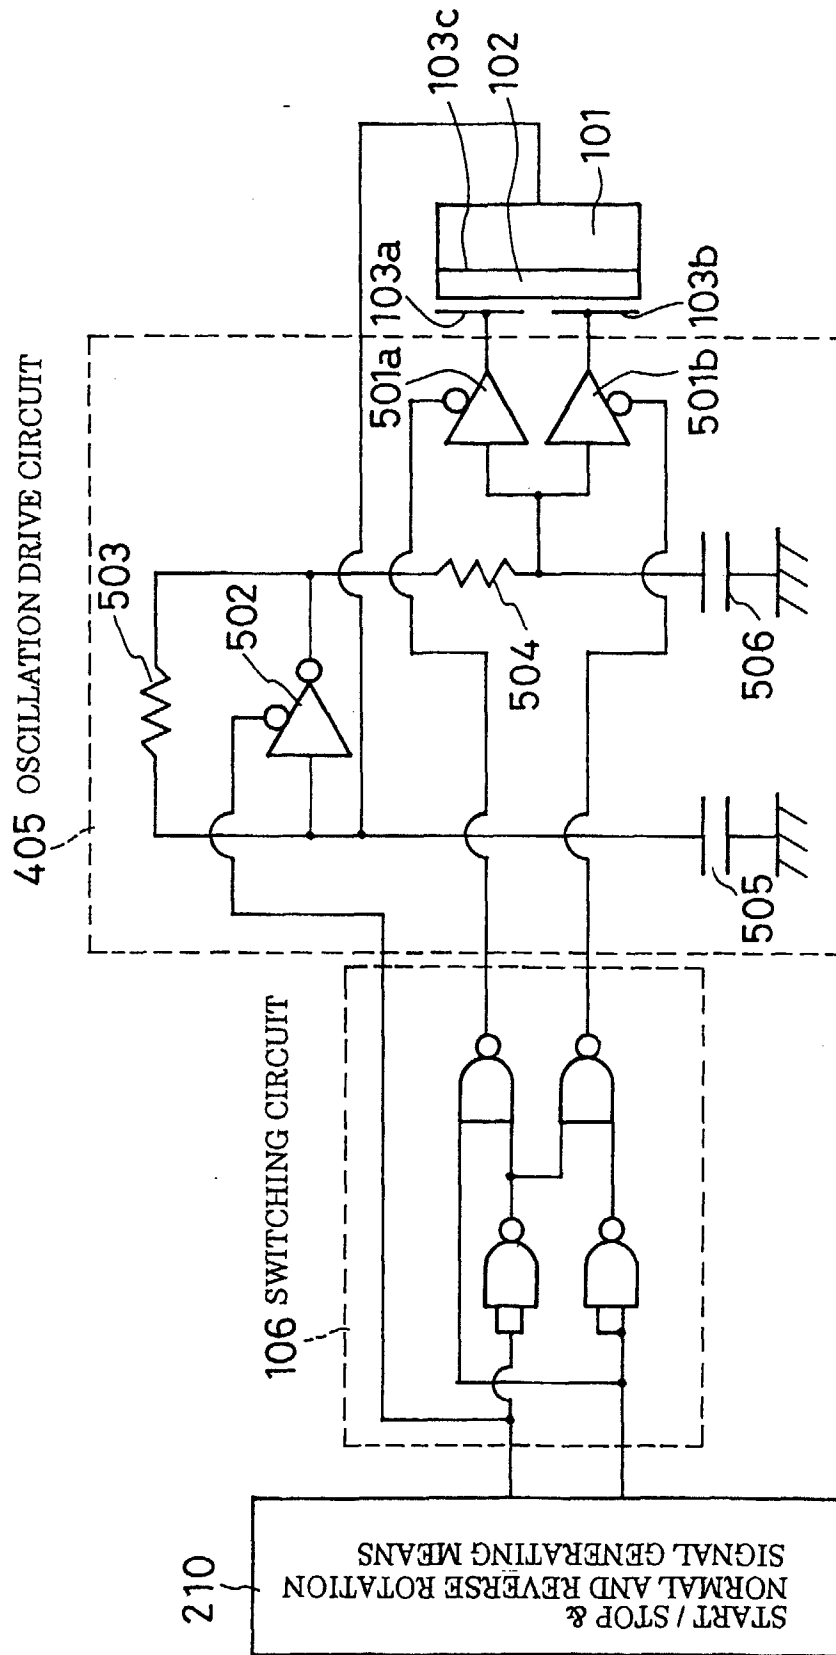 405 OSCILLATION DRIVE CIRCUIT
503
502
504
505
506
501a
501b
103a
103b
103c
102
101
106 SWITCHING CIRCUIT
210
START / STOP &
NORMAL AND REVERSE ROTATION
SIGNAL GENERATING MEANS